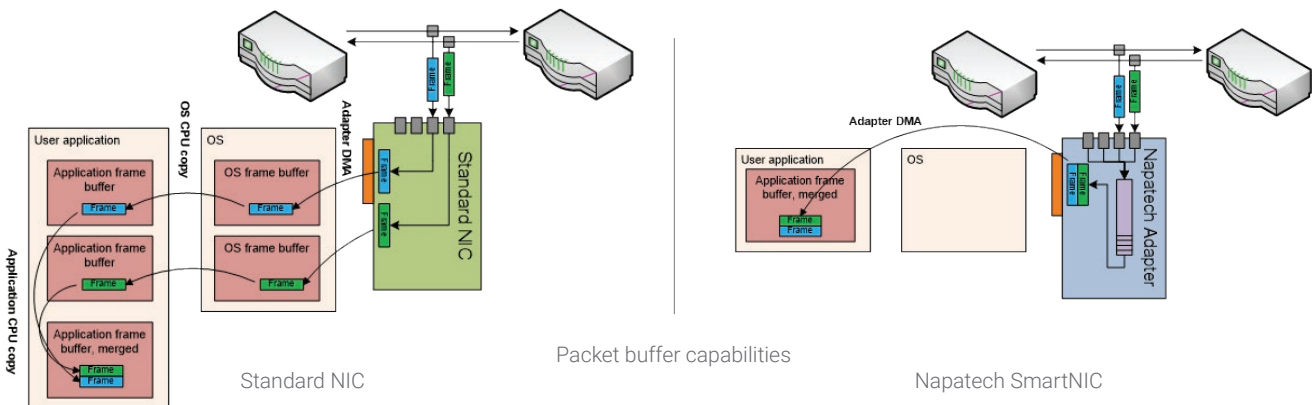 Frame
Frame
OS CPU copy
Adapter DMA
User application
OS
Application frame
buffer
Frame
OS frame buffer
Frame
Frame
Standard NIC
Application frame
buffer
Frame
OS frame buffer
Frame
Frame
Application CPU copy
Application frame
buffer, merged
Frame
Frame
Standard NIC
Packet buffer capabilities
Frame
Frame
Adapter DMA
User application
OS
Application frame
buffer, merged
Frame
Frame
Frame
Frame
Napatech Adapter
Napatech SmartNIC